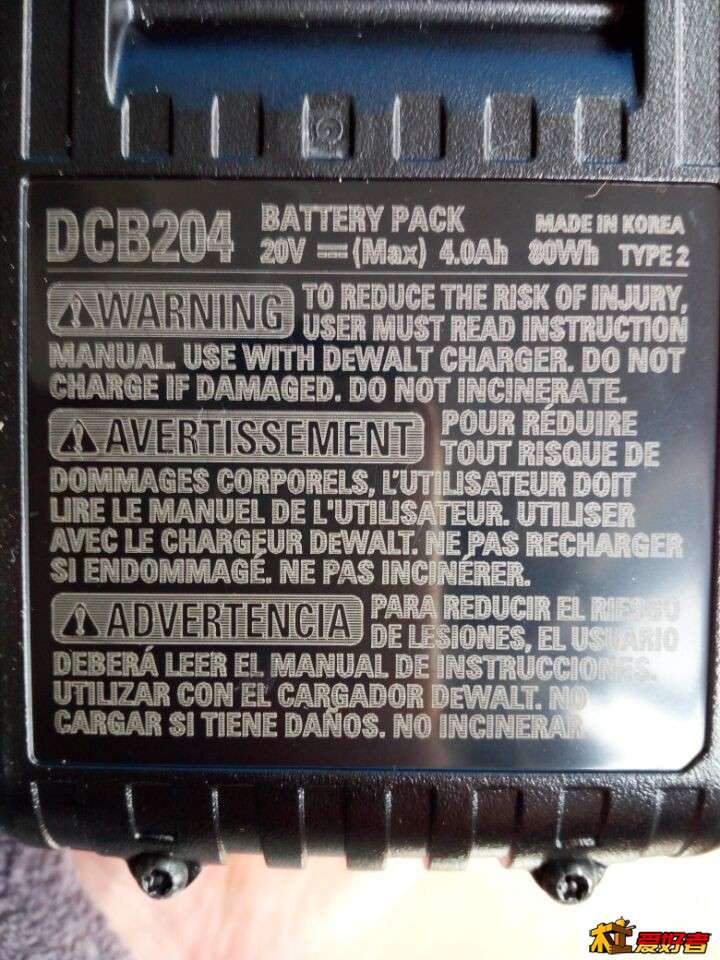 DCB204 BATTERY PACK MADE IN KOREA
20V ⎓ (Max) 4.0Ah 80Wh TYPE 2
⚠WARNING TO REDUCE THE RISK OF INJURY,
USER MUST READ INSTRUCTION
MANUAL. USE WITH DeWALT CHARGER. DO NOT
CHARGE IF DAMAGED. DO NOT INCINERATE.
⚠AVERTISSEMENT POUR RÉDUIRE
TOUT RISQUE DE
DOMMAGES CORPORELS, L'UTILISATEUR DOIT
LIRE LE MANUEL DE L'UTILISATEUR. UTILISER
AVEC LE CHARGEUR DeWALT. NE PAS RECHARGER
SI ENDOMMAGÉ. NE PAS INCINÉRER.
⚠ADVERTENCIA PARA REDUCIR EL RIESGO
DE LESIONES, EL USUARIO
DEBERÁ LEER EL MANUAL DE INSTRUCCIONES.
UTILIZAR CON EL CARGADOR DeWALT. NO
CARGAR SI TIENE DAÑOS. NO INCINERAR
木工爱好者